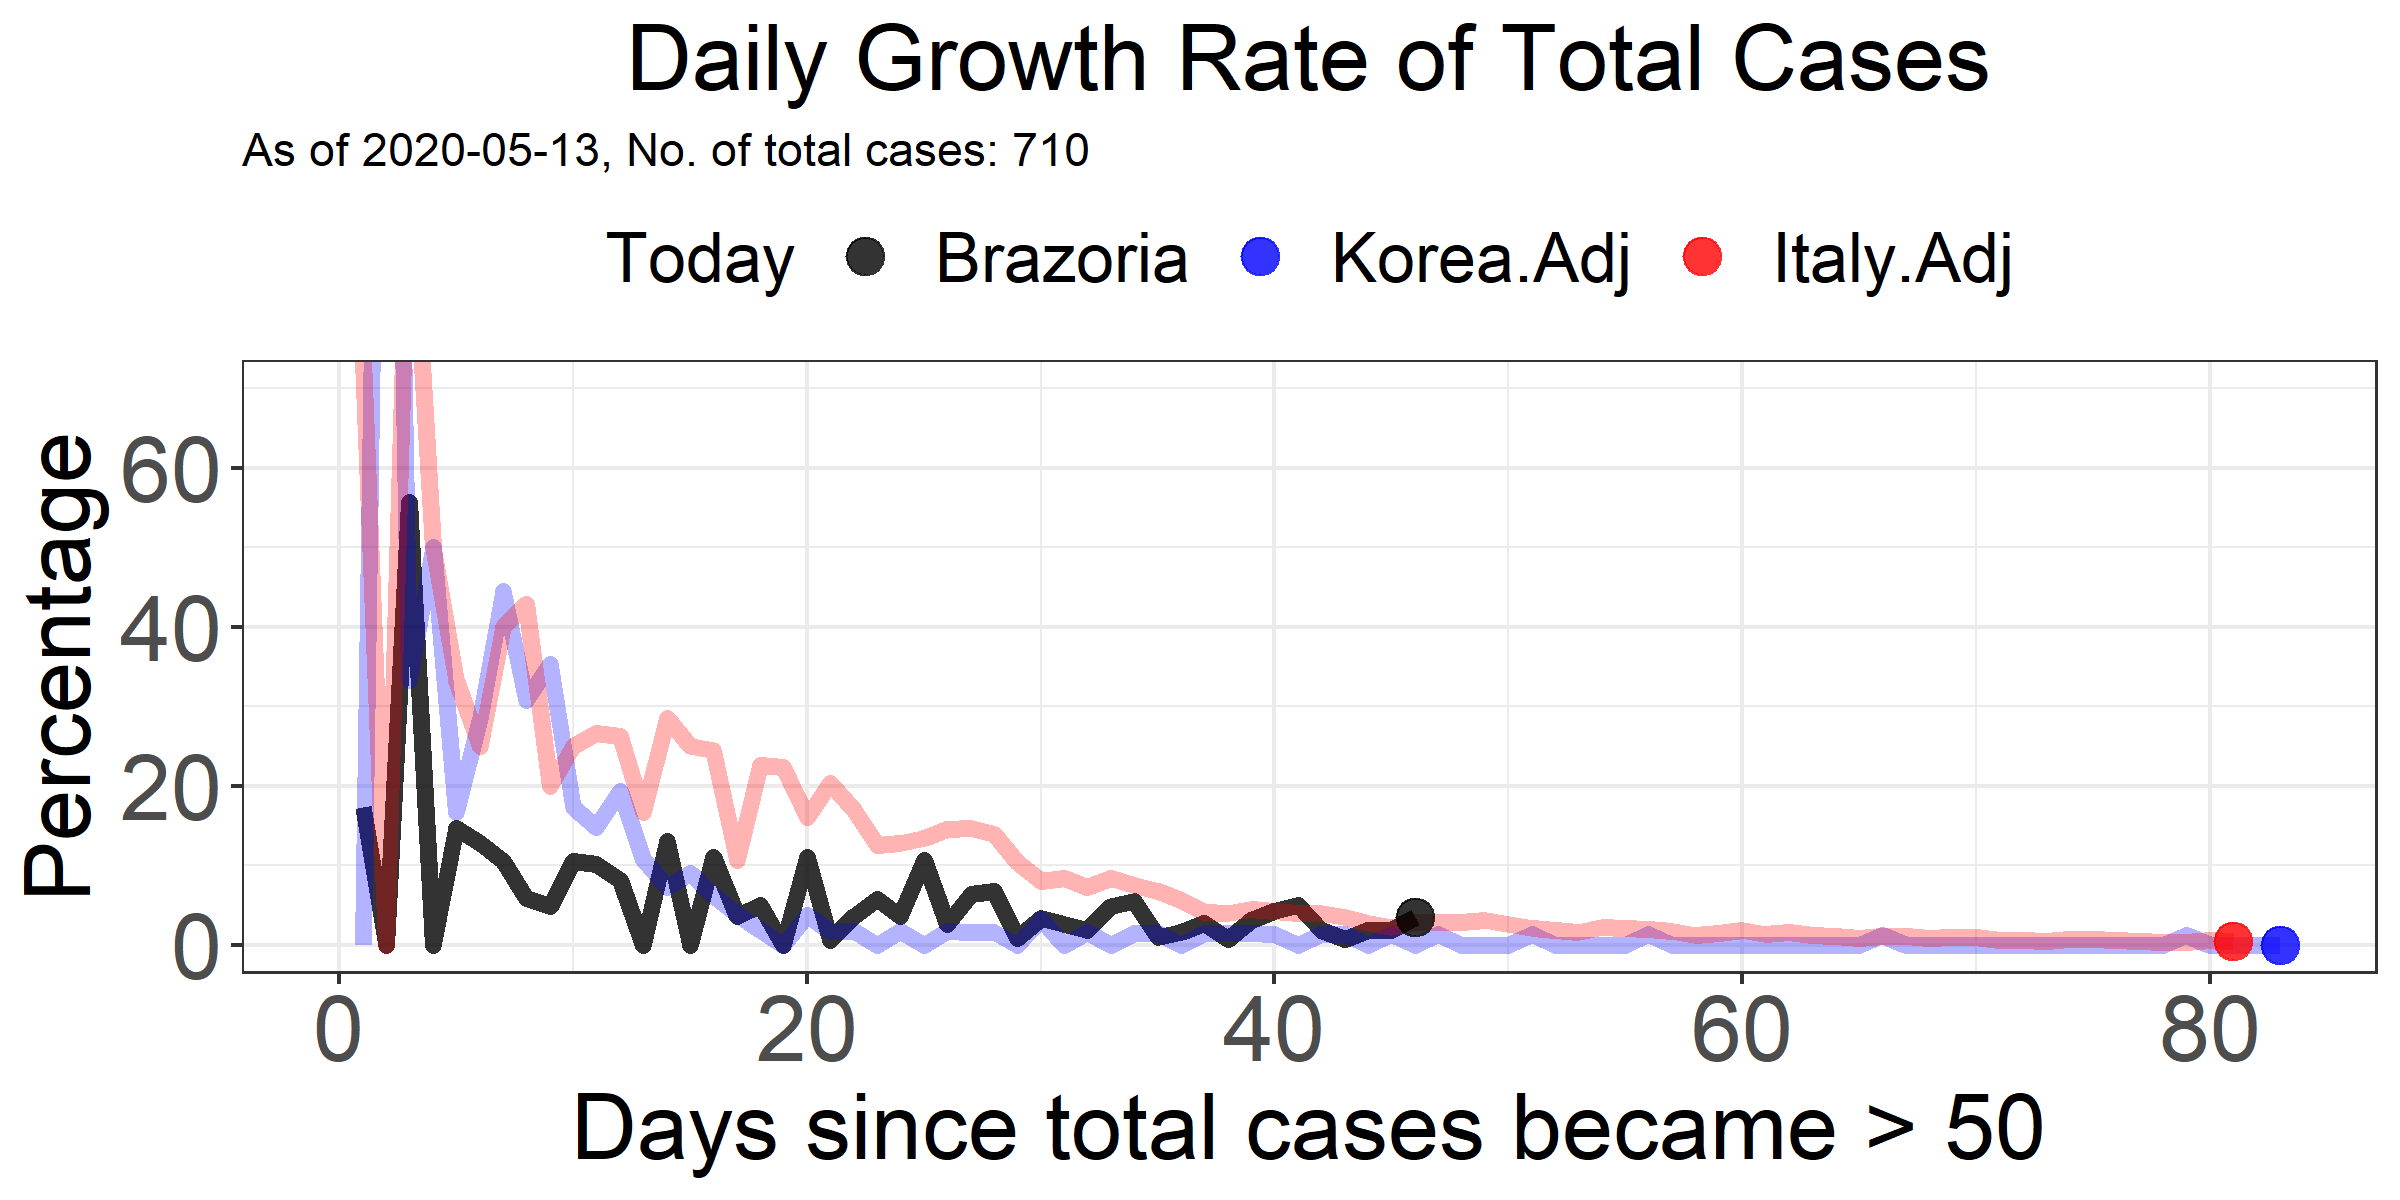 Daily Growth Rate of Total Cases
As of 2020-05-13, No. of total cases: 710
Today Brazoria Korea.Adj Italy.Adj
Percentage
60
40
20
0
0 20 40 60 80
Days since total cases became > 50